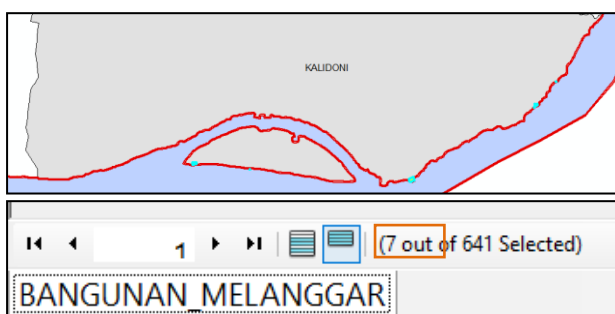 KALIDONI
1 (7 out of 641 Selected)
BANGUNAN_MELANGGAR